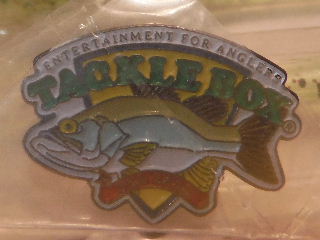 ENTERTAINMENT FOR ANGLERS
TACKLE BOX
®